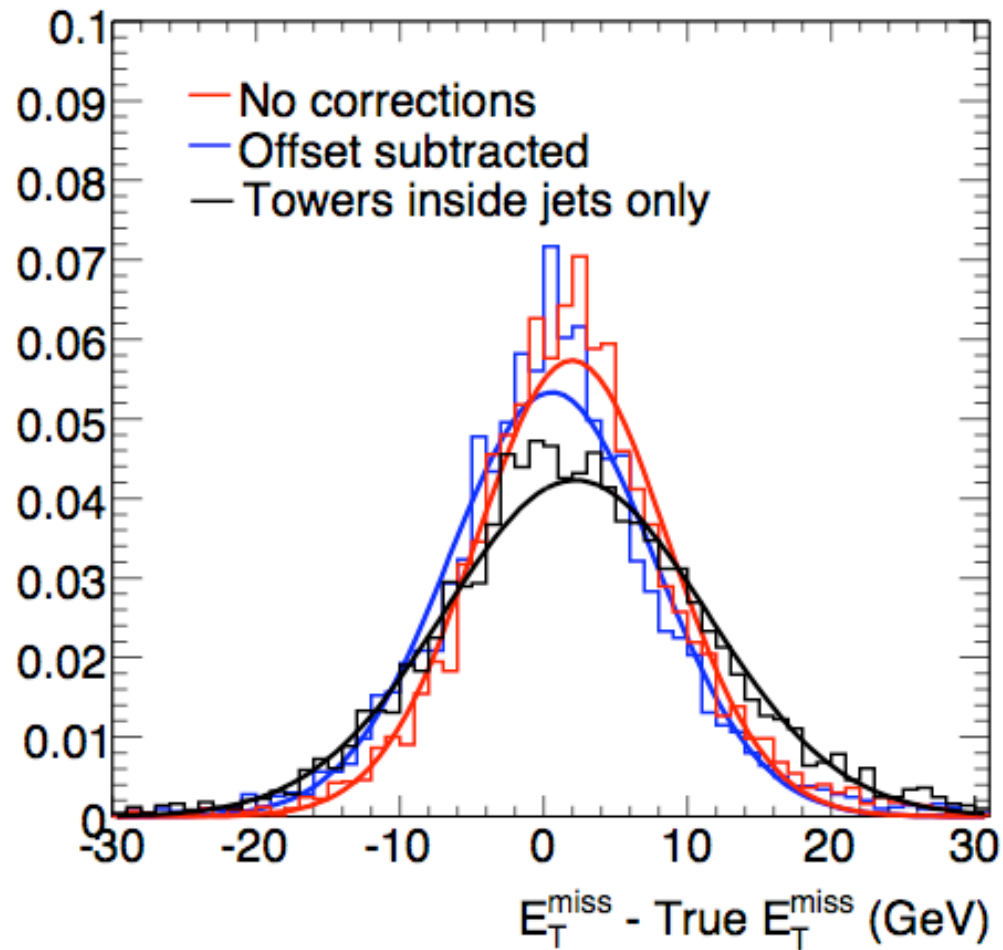 0.1
0.09
0.08
0.07
0.06
0.05
0.04
0.03
0.02
0.01
0
No corrections
Offset subtracted
Towers inside jets only
-30 -20 -10 0 10 20 30
E_T^miss - True E_T^miss (GeV)